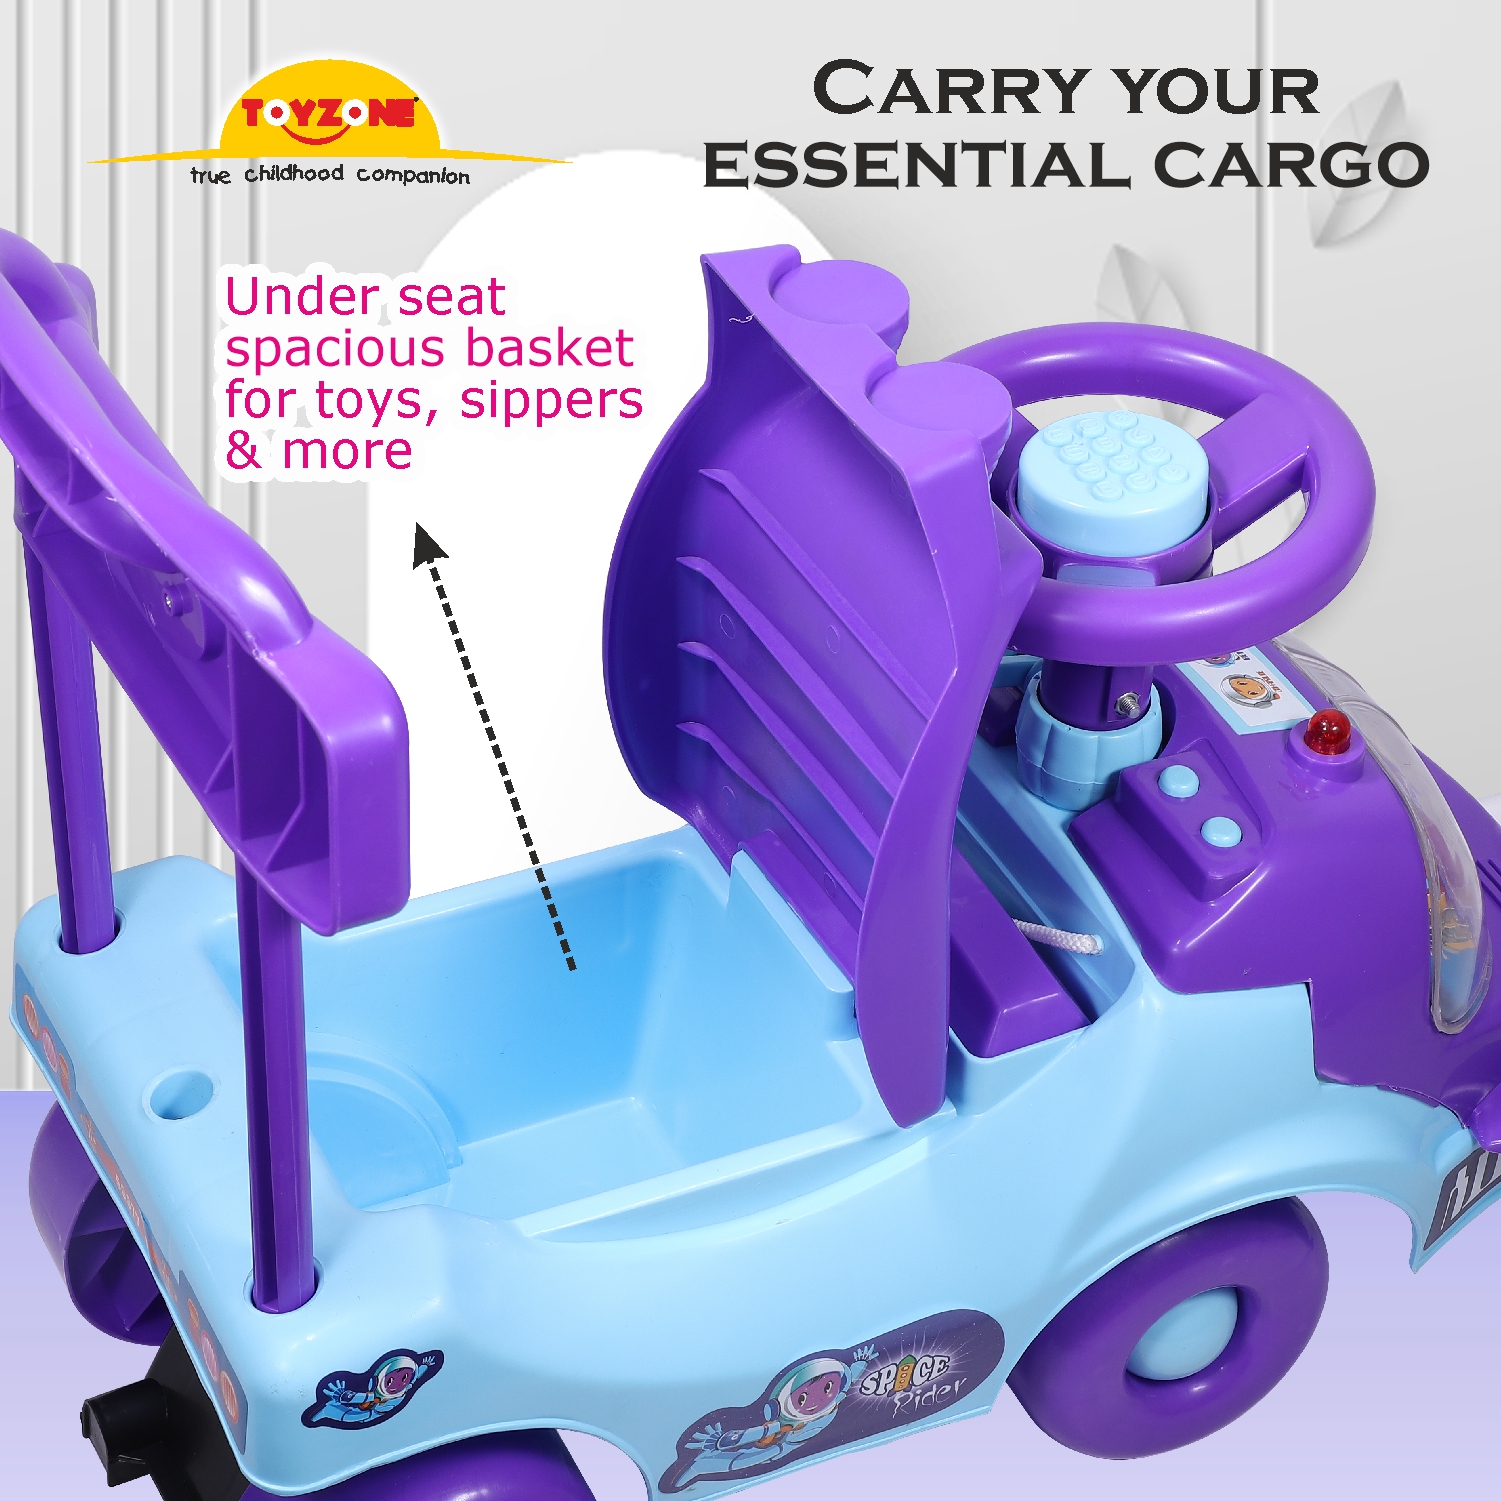 TOYZONE
true childhood companion
CARRY YOUR
ESSENTIAL CARGO
Under seat
spacious basket
for toys, sippers
& more
SPACE
Rider